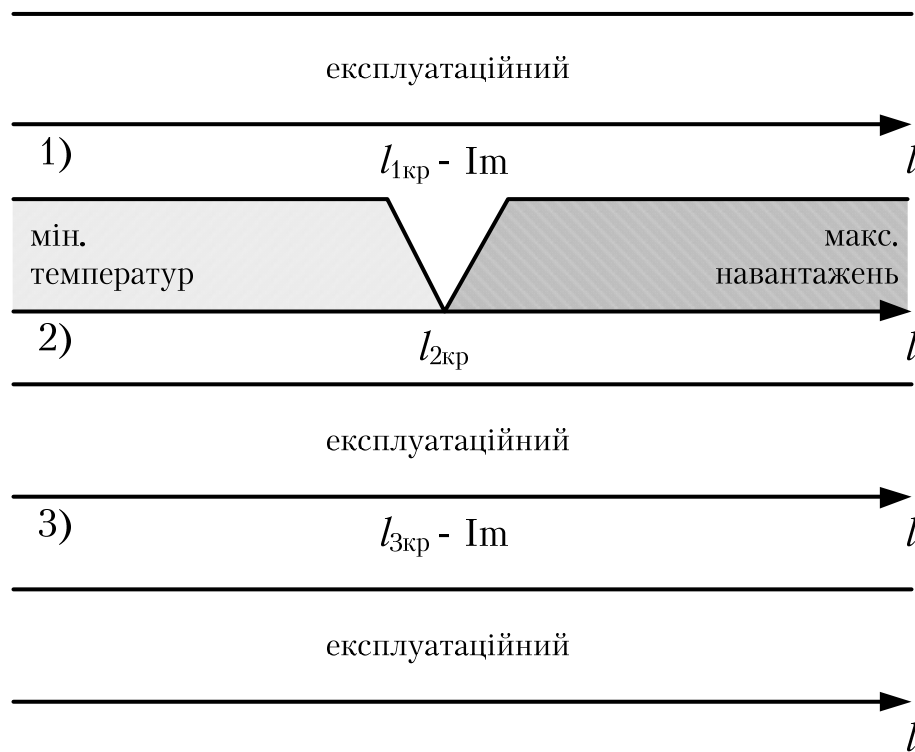 експлуатаційний
1)
l1кр - Im
l
мін.
температур
макс.
навантажень
2)
l2кр
l
експлуатаційний
3)
l3кр - Im
l
експлуатаційний
l